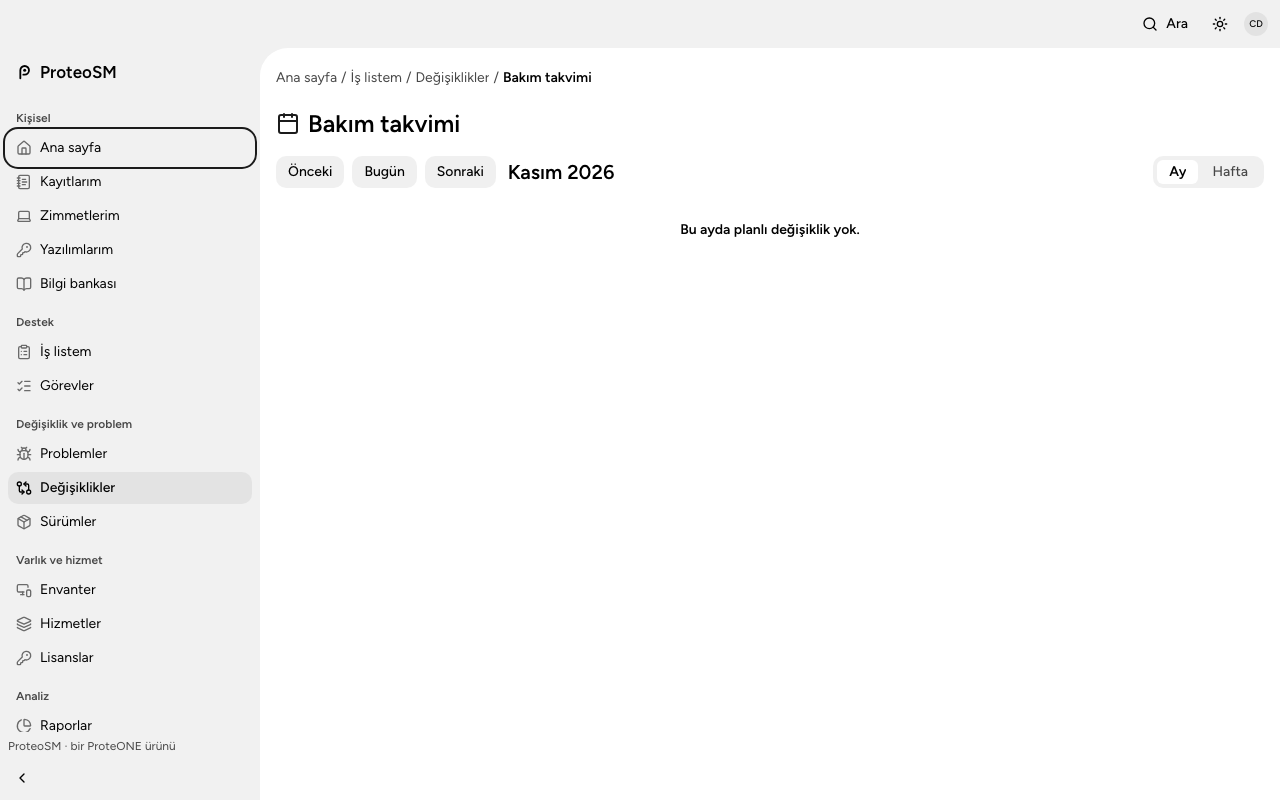 Ara
CD
ProteoSM
Kişisel
Ana sayfa
Kayıtlarım
Zimmetlerim
Yazılımlarım
Bilgi bankası
Destek
İş listem
Görevler
Değişiklik ve problem
Problemler
Değişiklikler
Sürümler
Varlık ve hizmet
Envanter
Hizmetler
Lisanslar
Analiz
Raporlar
ProteoSM · bir ProteONE ürünü
Ana sayfa / İş listem / Değişiklikler / Bakım takvimi
Bakım takvimi
Önceki Bugün Sonraki Kasım 2026 Ay Hafta
Bu ayda planlı değişiklik yok.